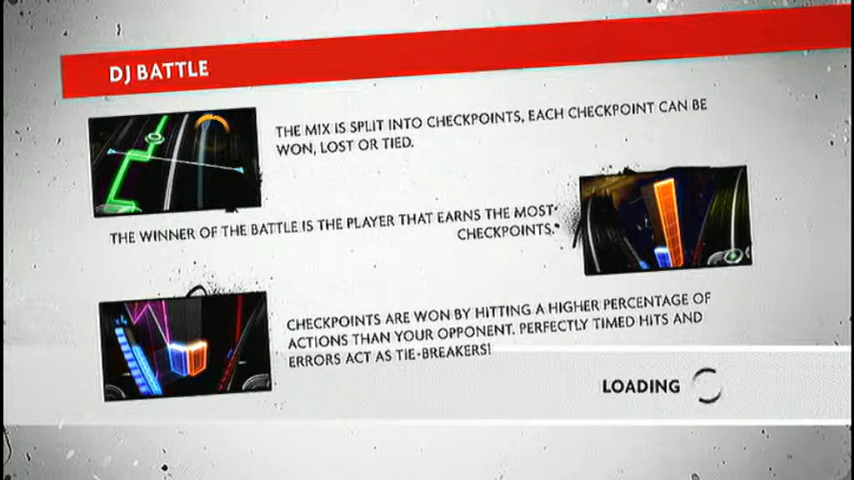 DJ BATTLE
THE MIX IS SPLIT INTO CHECKPOINTS, EACH CHECKPOINT CAN BE
WON, LOST OR TIED.
THE WINNER OF THE BATTLE IS THE PLAYER THAT EARNS THE MOST
CHECKPOINTS.
CHECKPOINTS ARE WON BY HITTING A HIGHER PERCENTAGE OF
ACTIONS THAN YOUR OPPONENT. PERFECTLY TIMED HITS AND
ERRORS ACT AS TIE-BREAKERS!
LOADING